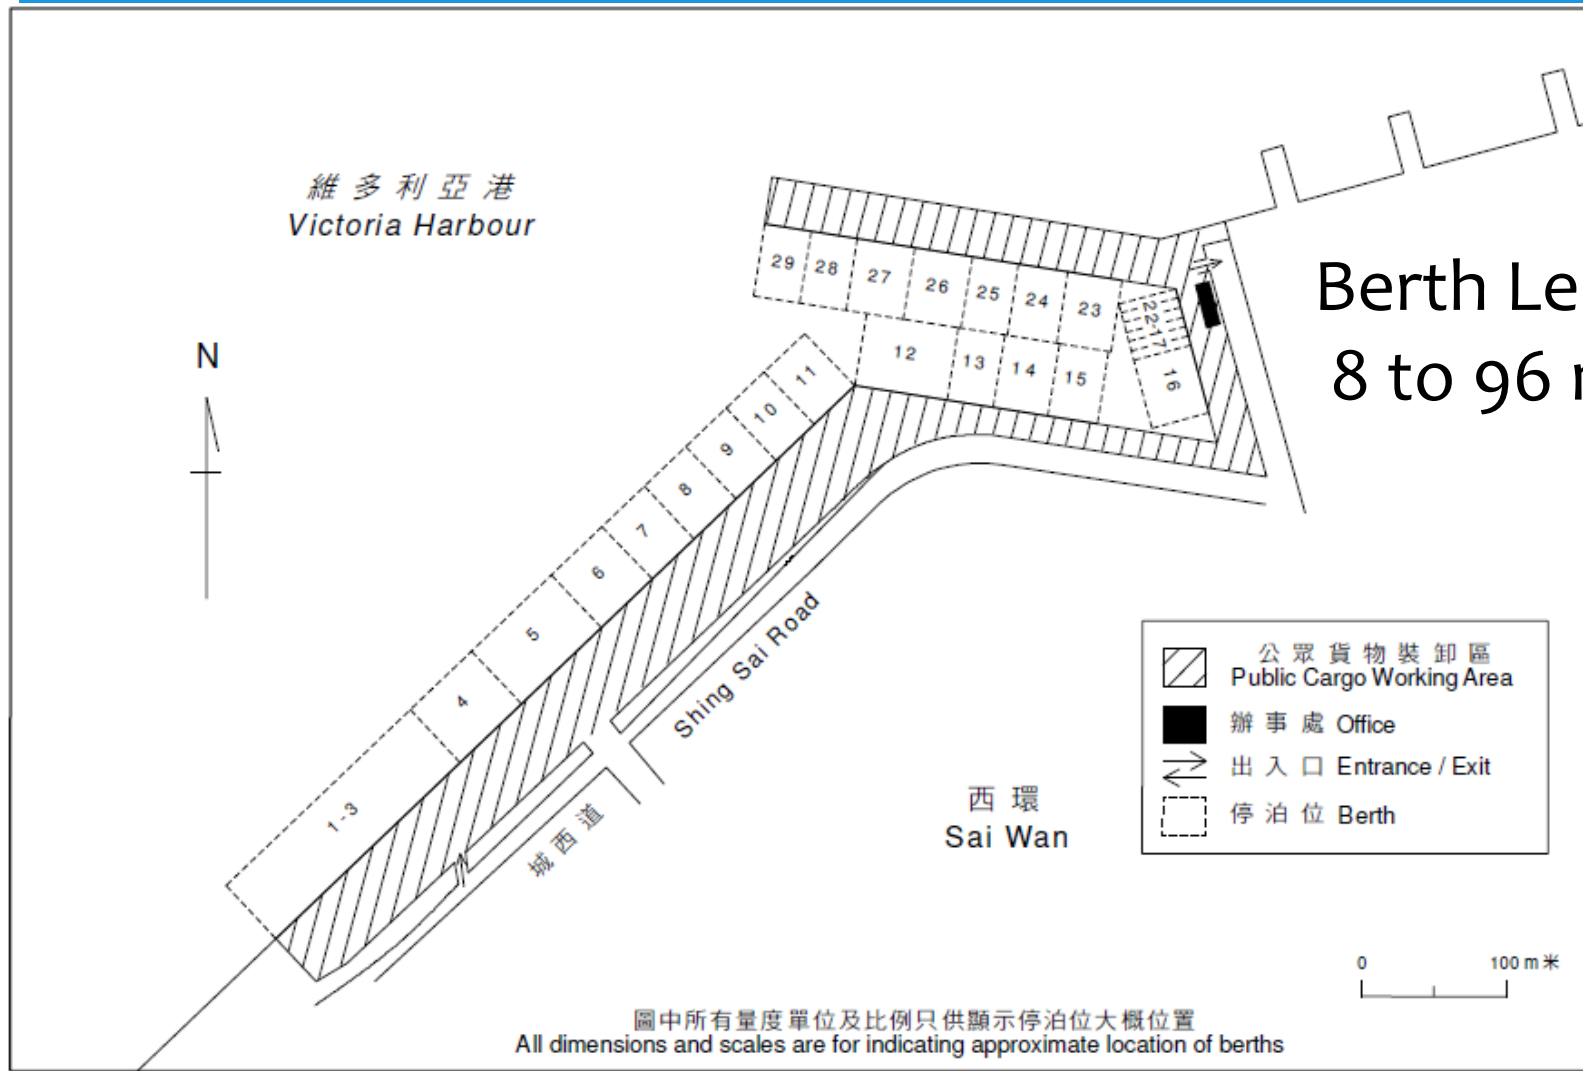 維多利亞港
Victoria Harbour
N
29 28 27 26 25 24 23
22-17
16
12 13 14 15
11
10
9
8
7
6
5
4
1-3
Berth Le
8 to 96
Shing Sai Road
城西道
西環
Sai Wan
公眾貨物裝卸區
Public Cargo Working Area
辦事處 Office
出入口 Entrance / Exit
停泊位 Berth
0 100 m 米
圖中所有量度單位及比例只供顯示停泊位大概位置
All dimensions and scales are for indicating approximate location of berths